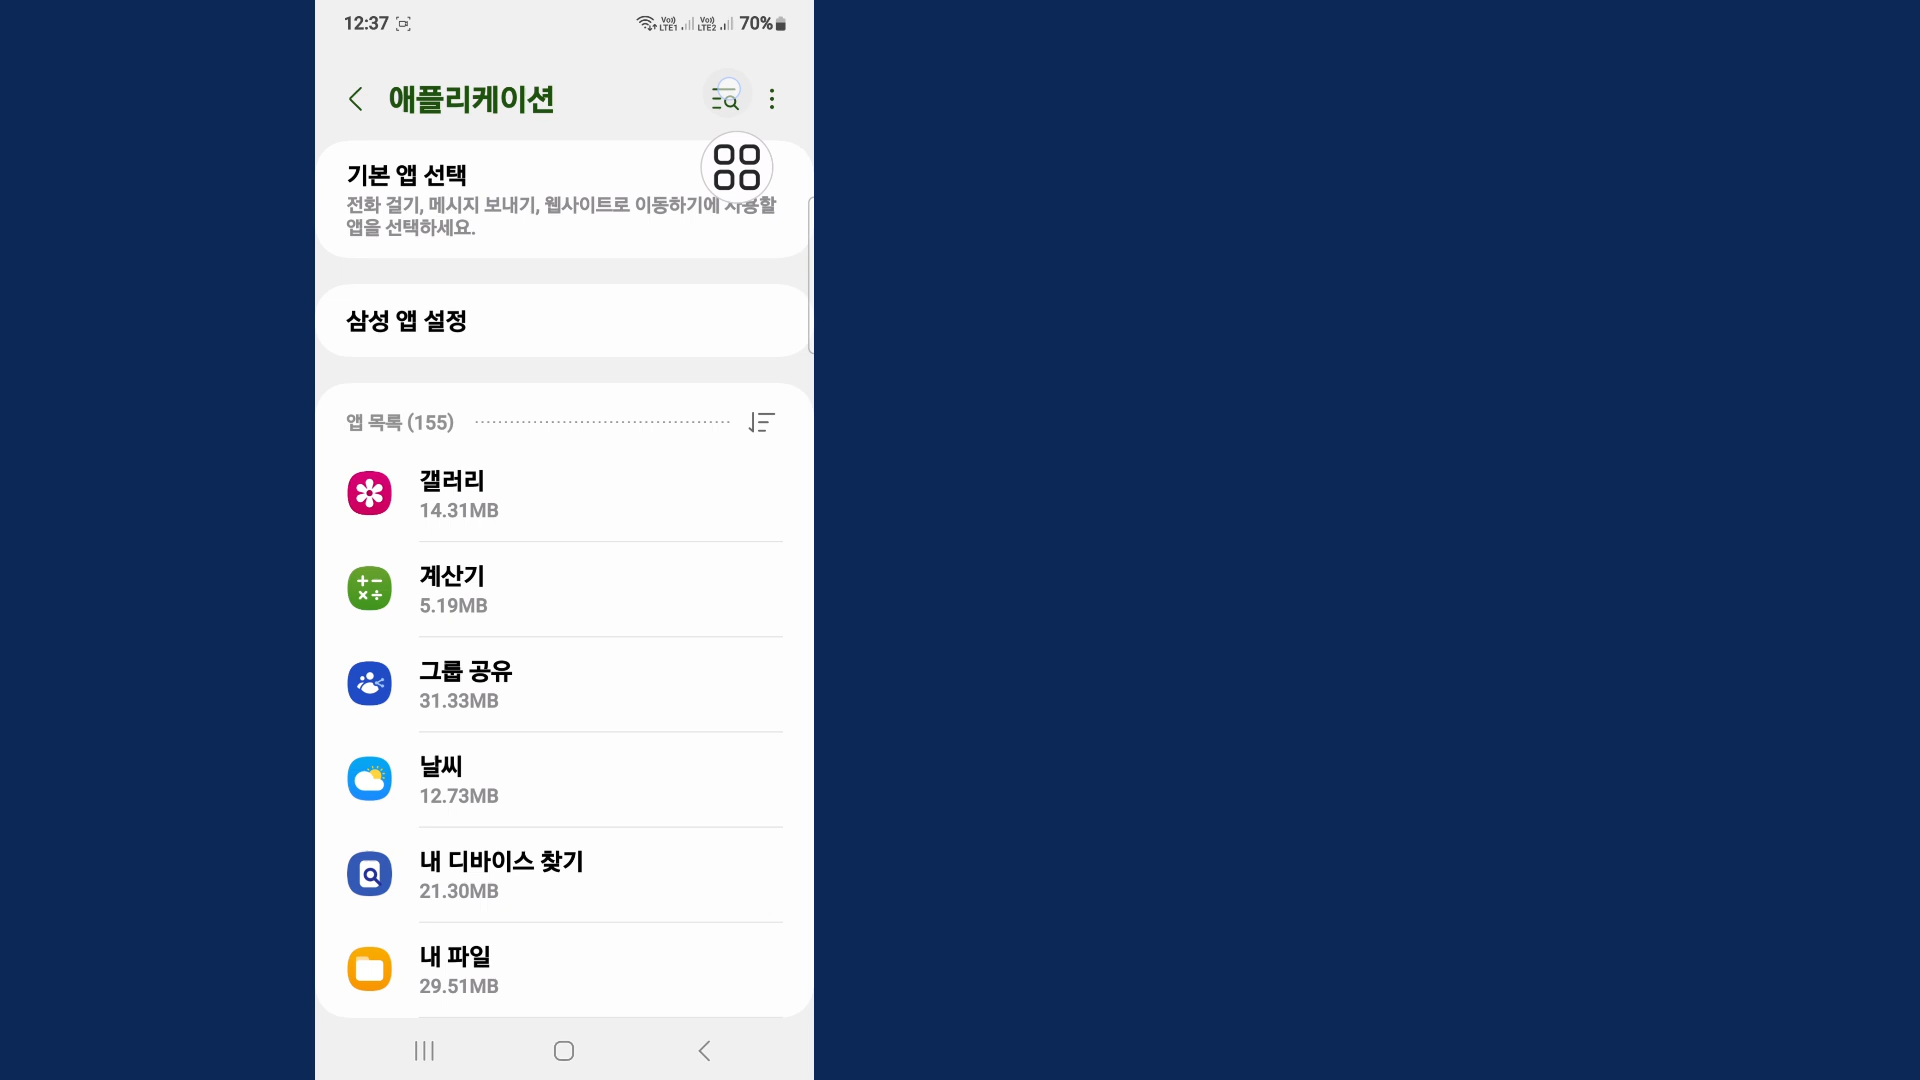 12:37
Vo)) LTE1 Vo)) LTE2 70%
애플리케이션
기본 앱 선택
전화 걸기, 메시지 보내기, 웹사이트로 이동하기에 사용할
앱을 선택하세요.
삼성 앱 설정
앱 목록 (155)
갤러리
14.31MB
계산기
5.19MB
그룹 공유
31.33MB
날씨
12.73MB
내 디바이스 찾기
21.30MB
내 파일
29.51MB